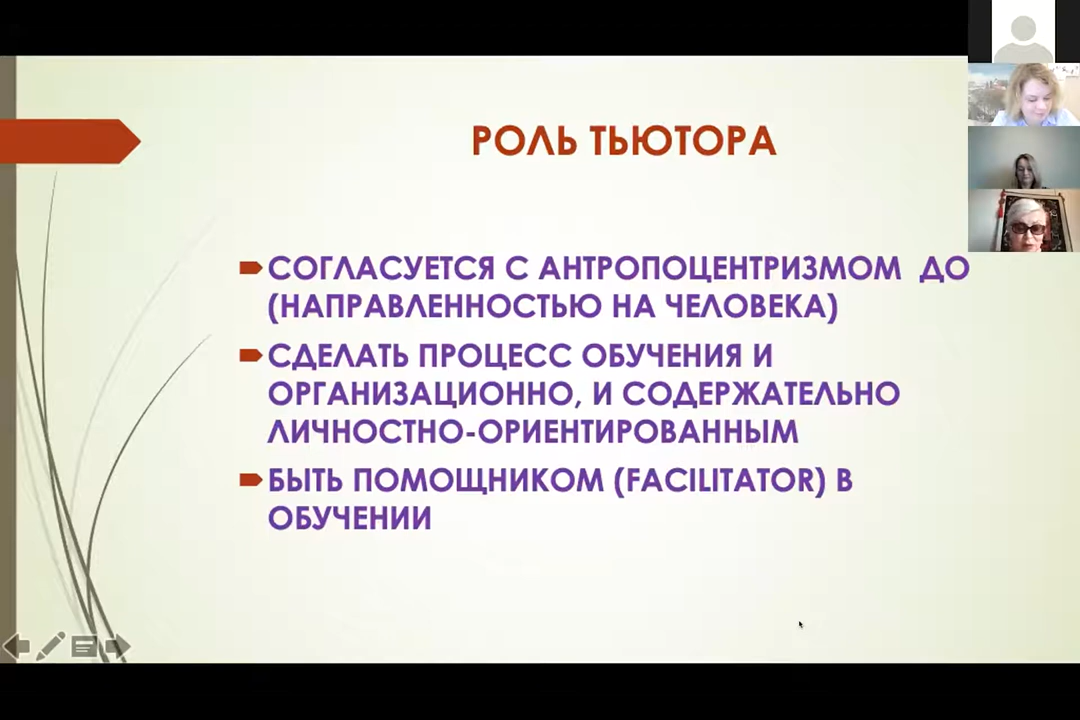 РОЛЬ ТЬЮТОРА
СОГЛАСУЕТСЯ С АНТРОПОЦЕНТРИЗМОМ ДО
(НАПРАВЛЕННОСТЬЮ НА ЧЕЛОВЕКА)
СДЕЛАТЬ ПРОЦЕСС ОБУЧЕНИЯ И
ОРГАНИЗАЦИОННО, И СОДЕРЖАТЕЛЬНО
ЛИЧНОСТНО-ОРИЕНТИРОВАННЫМ
БЫТЬ ПОМОЩНИКОМ (FACILITATOR) В
ОБУЧЕНИИ